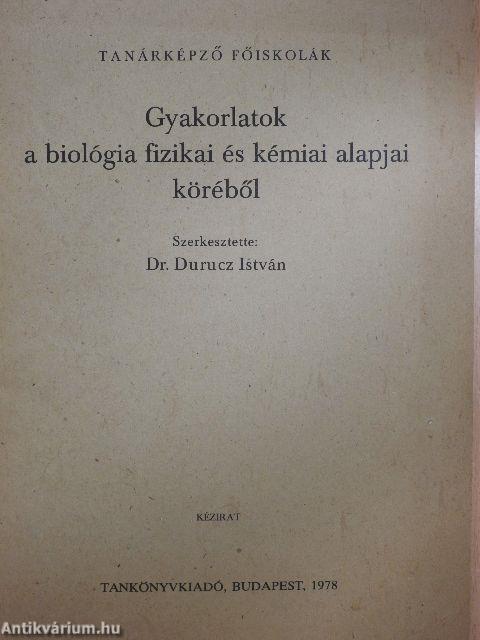 TANÁRKÉPZŐ FŐISKOLÁK
Gyakorlatok
a biológia fizikai és kémiai alapjai
köréből
Szerkesztette:
Dr. Durucz István
KÉZIRAT
TANKÖNYVKIADÓ, BUDAPEST, 1978
Antikvárium.hu